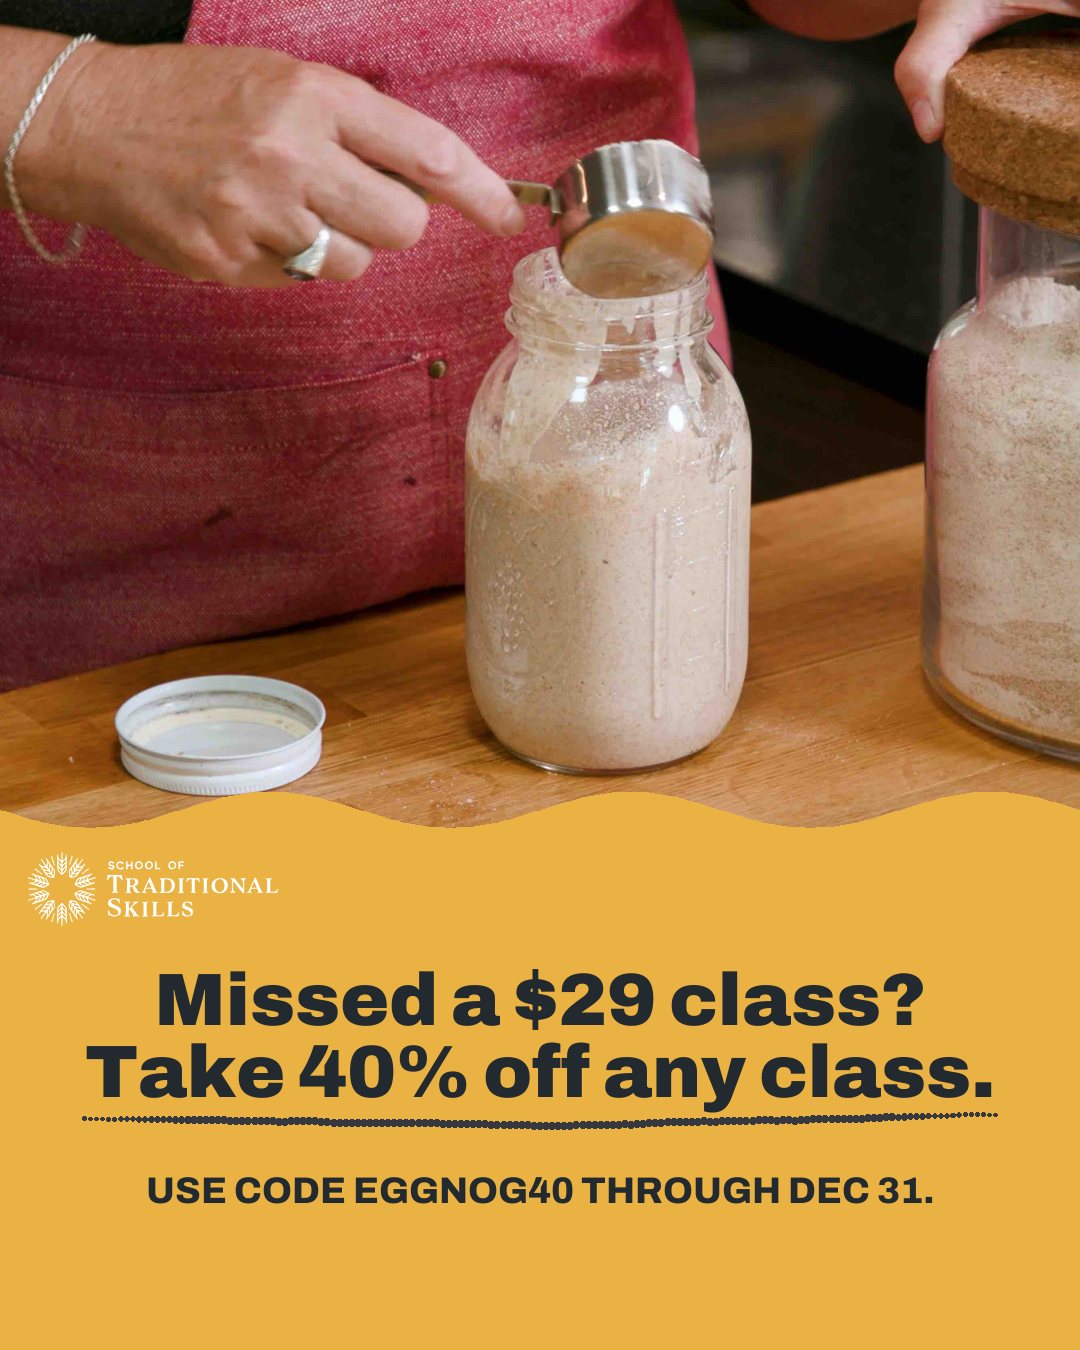 SCHOOL OF
TRADITIONAL
SKILLS
Missed a $29 class?
Take 40% off any class.
USE CODE EGGNOG40 THROUGH DEC 31.